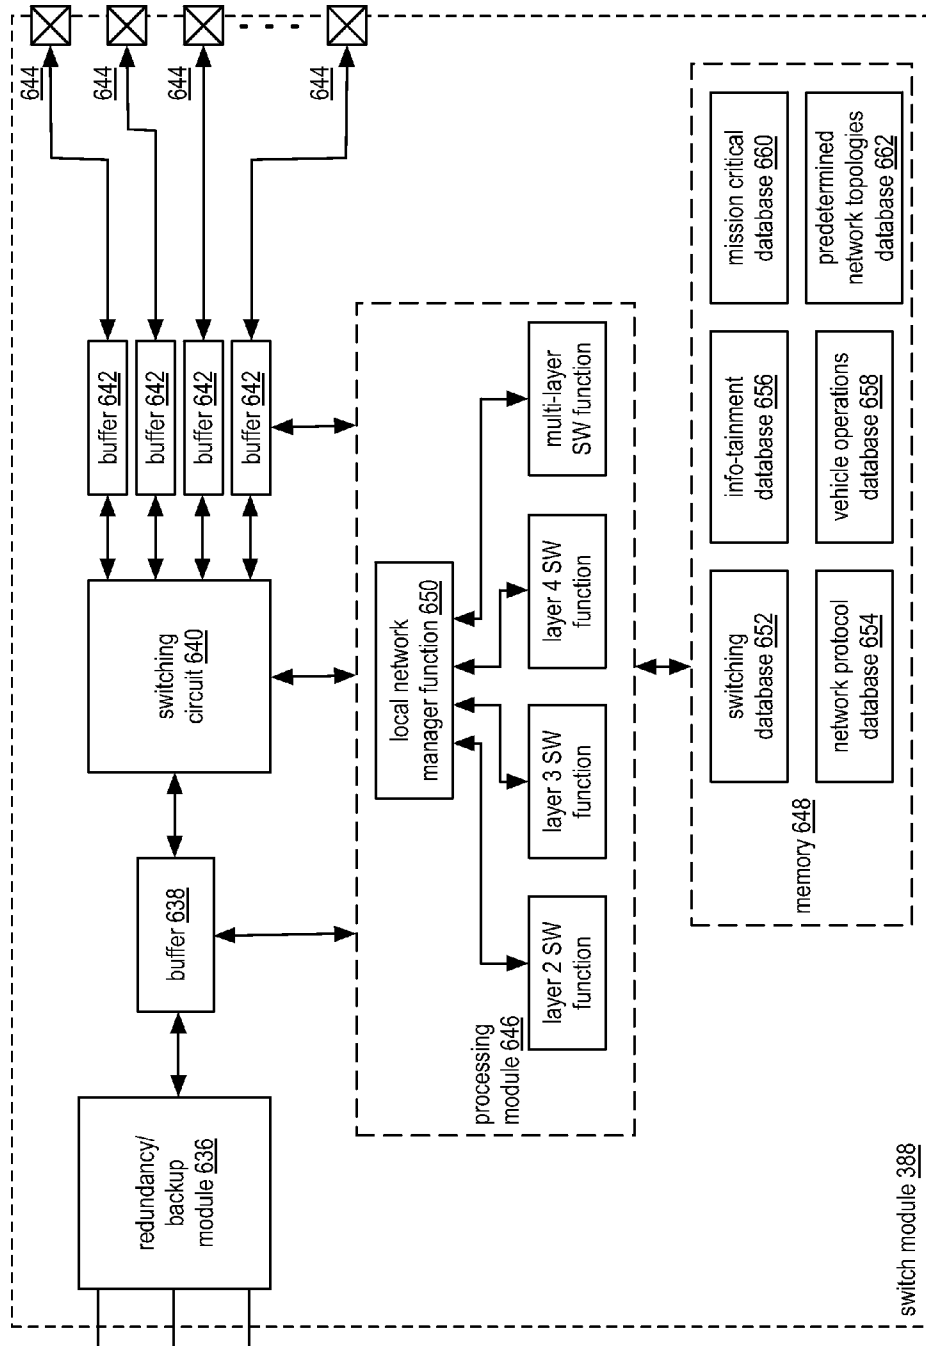 redundancy/
backup
module 636
buffer 638
switching
circuit 640
buffer 642
buffer 642
buffer 642
buffer 642
644
644
644
644
processing
module 646
local network
manager function 650
layer 2 SW
function
layer 3 SW
function
layer 4 SW
function
multi-layer
SW function
memory 648
switching
database 652
info-tainment
database 656
mission critical
database 660
network protocol
database 654
vehicle operations
database 658
predetermined
network topologies
database 662
switch module 388